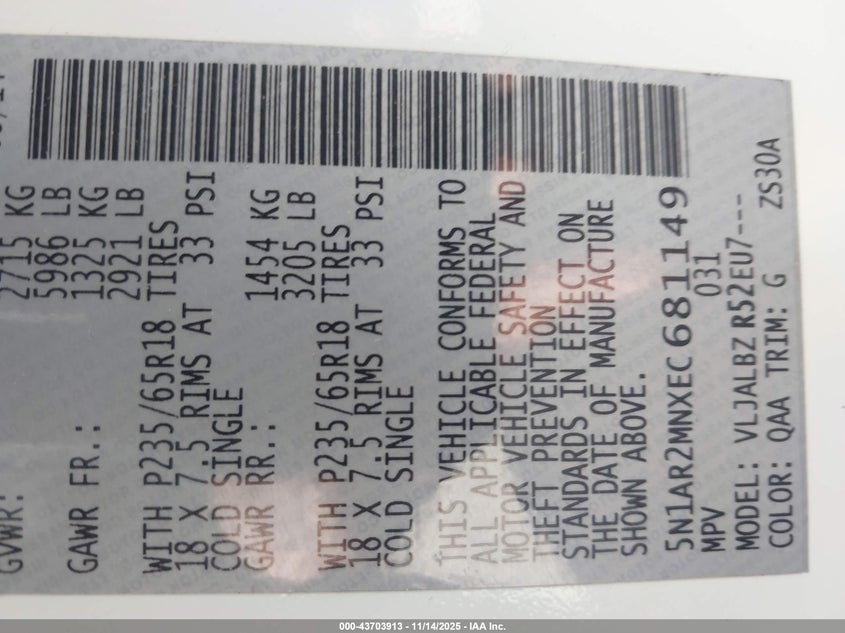 GVWR: 2715 KG
5986 LB
GAWR FR.: 1325 KG
2921 LB
WITH P235/65R18 TIRES
18 X 7.5 RIMS AT 33 PSI
COLD SINGLE
GAWR RR.: 1454 KG
3205 LB
WITH P235/65R18 TIRES
18 X 7.5 RIMS AT 33 PSI
COLD SINGLE
THIS VEHICLE CONFORMS TO
ALL APPLICABLE FEDERAL
MOTOR VEHICLE SAFETY AND
THEFT PREVENTION
STANDARDS IN EFFECT ON
THE DATE OF MANUFACTURE
SHOWN ABOVE.
5N1AR2MNXEC681149
MPV 031
MODEL: VLJALBZ R52EU7---
COLOR: QAA TRIM: G ZS30A
000-43703913 - 11/14/2025 - IAA Inc.